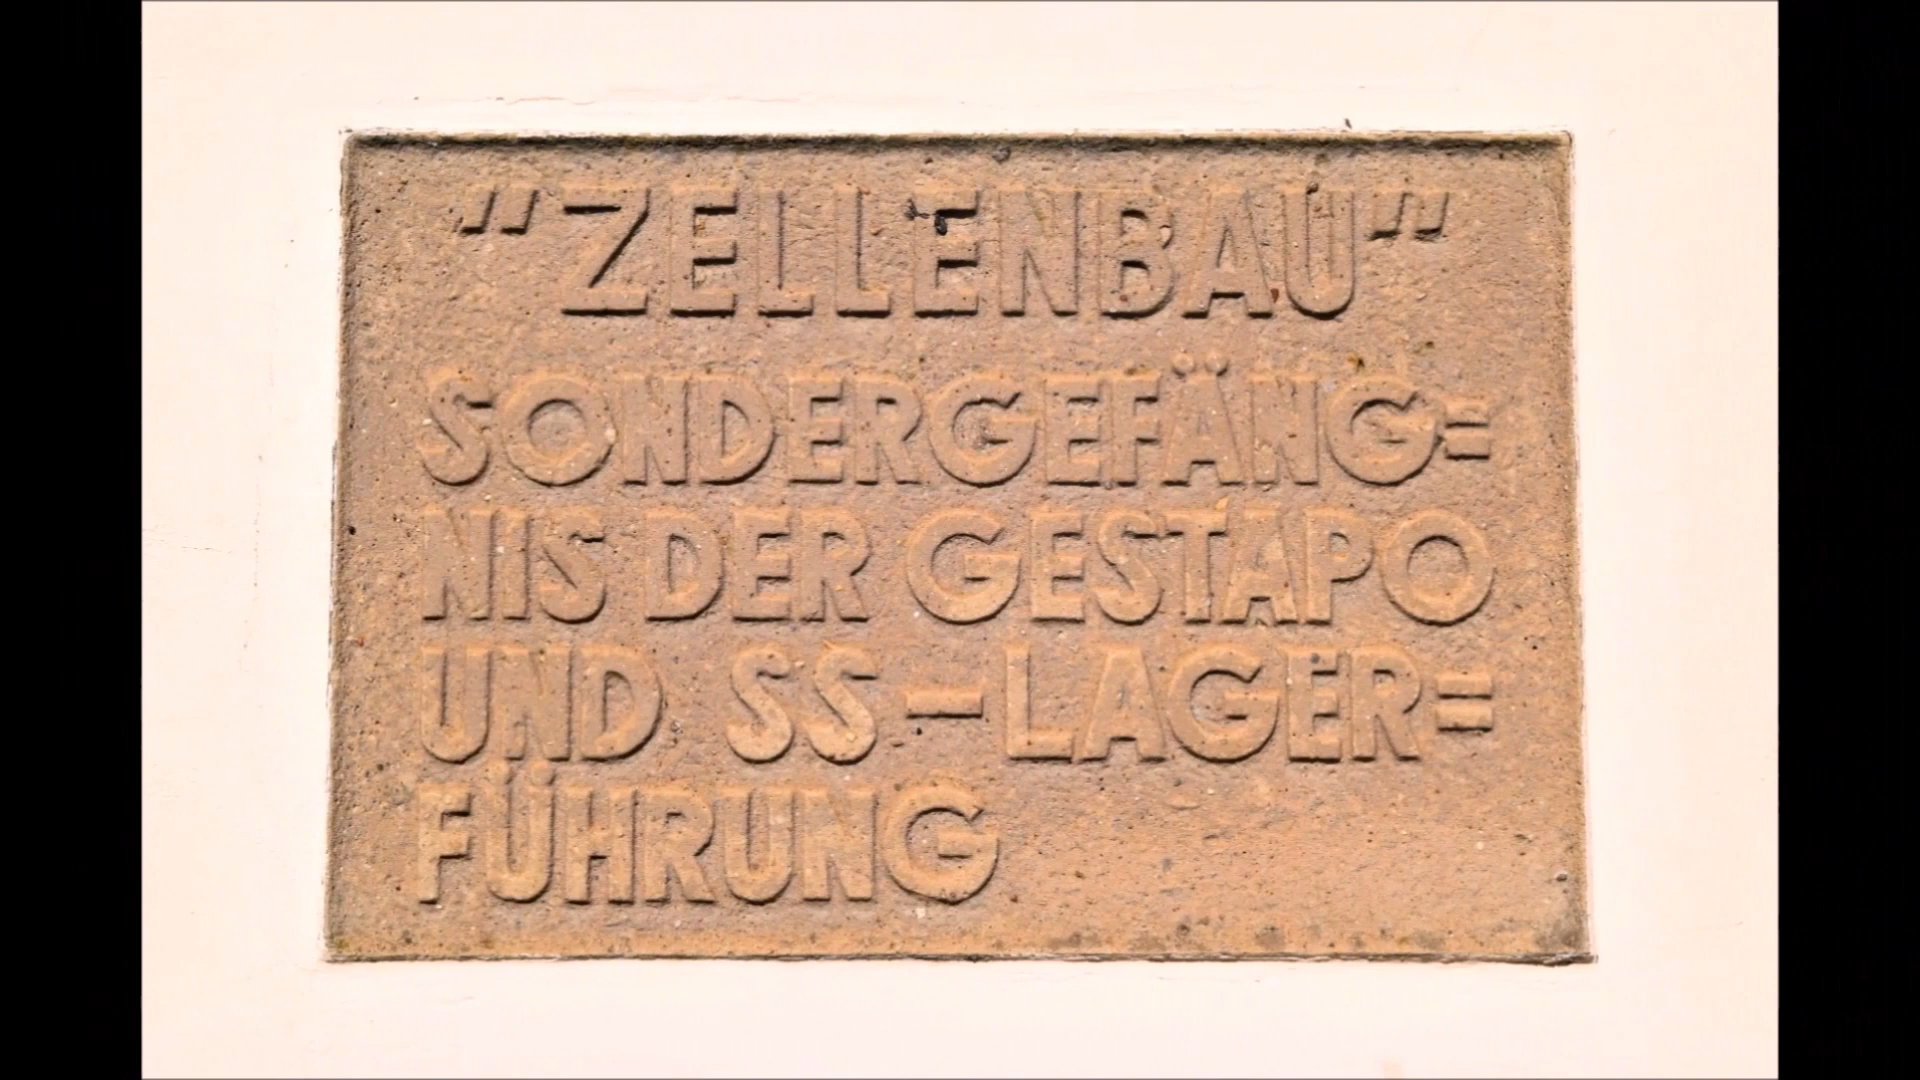 "ZELLENBAU"
SONDERGEFÄNG=
NIS DER GESTAPO
UND SS-LAGER=
FÜHRUNG